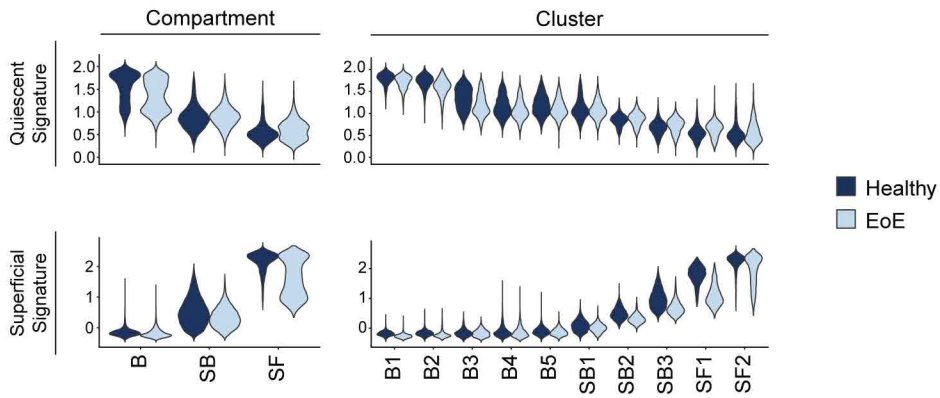 Compartment
Cluster
Quiescent
Signature
2.0
1.5
1.0
0.5
0.0
2.0
1.5
1.0
0.5
0.0
Healthy
EoE
Superficial
Signature
2
1
0
2
1
0
B
SB
SF
B1
B2
B3
B4
B5
SB1
SB2
SB3
SF1
SF2